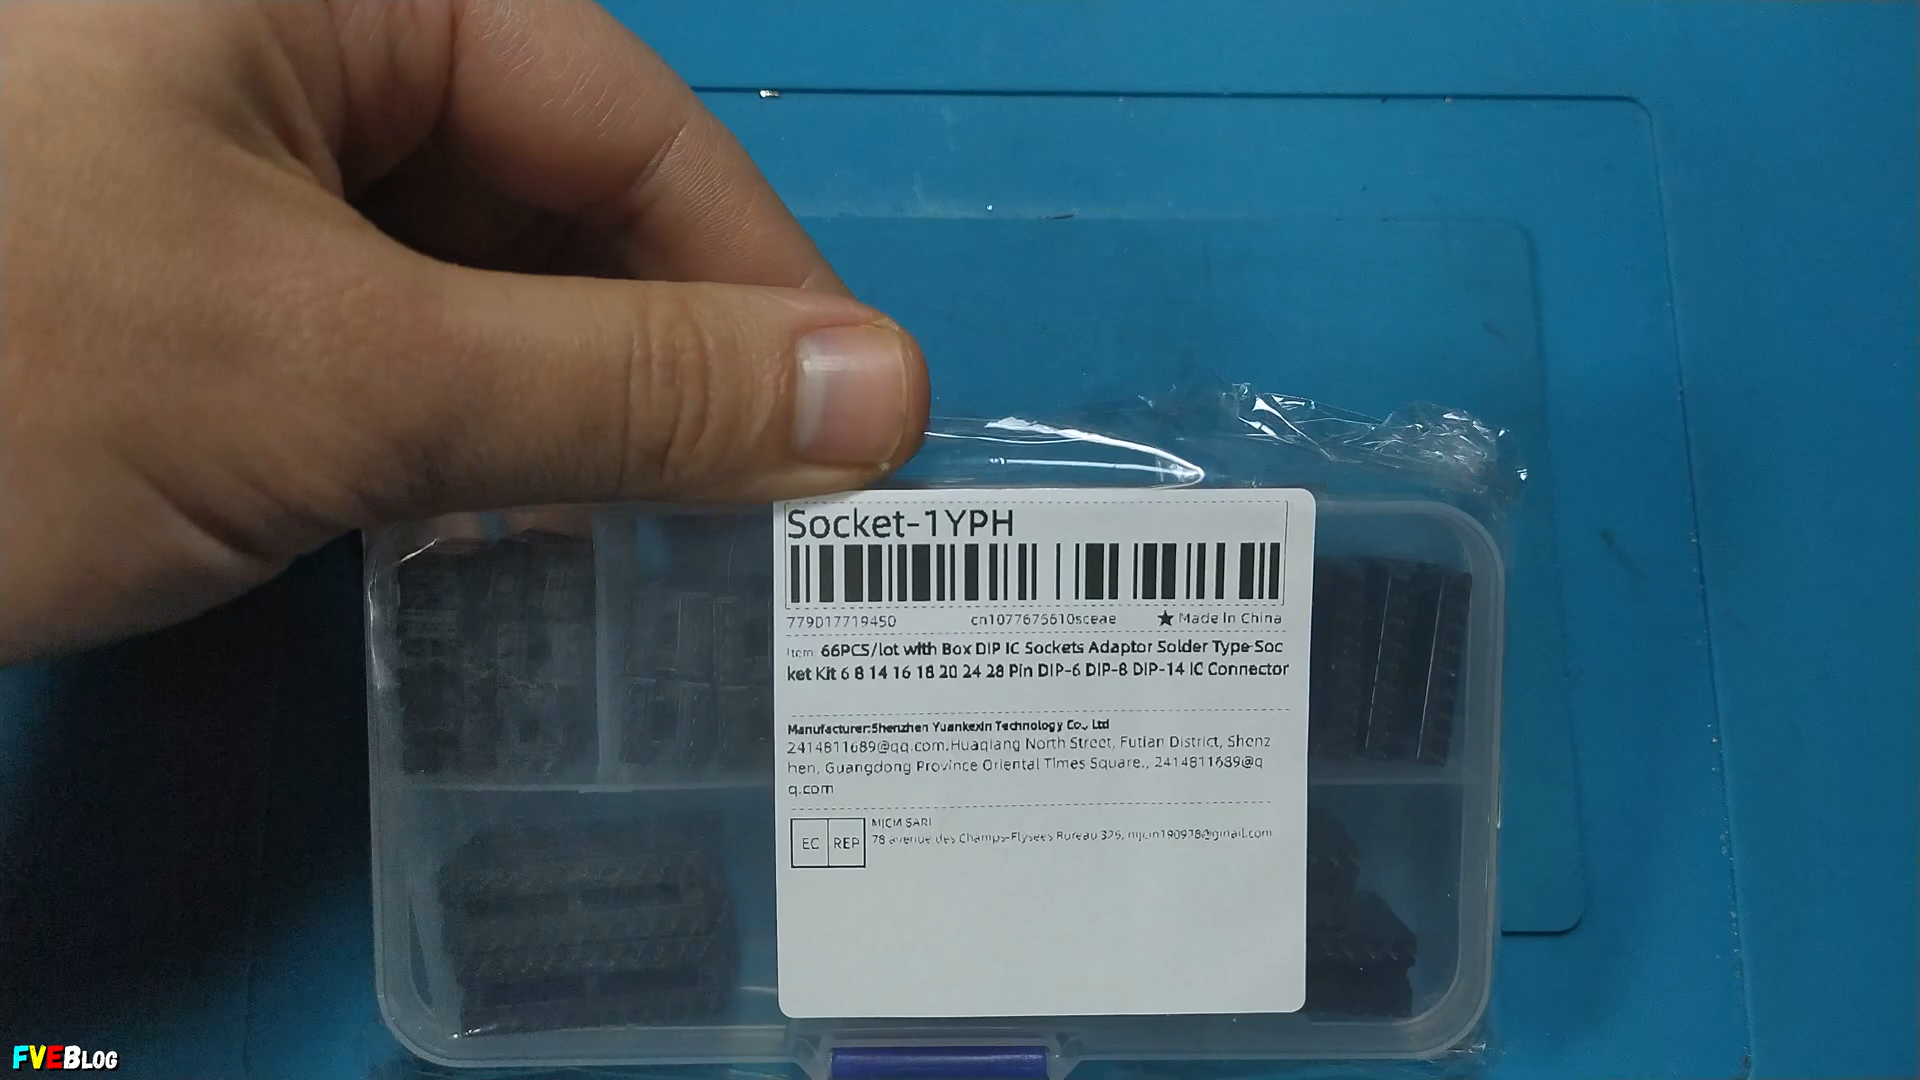 Socket-1YPH
779017719450 cn1077675610sceae ★ Made In China
Item: 66PCS/lot with Box DIP IC Sockets Adaptor Solder Type Soc
ket Kit 6 8 14 16 18 20 24 28 Pin DIP-6 DIP-8 DIP-14 IC Connector
Manufacturer:Shenzhen Yuankexin Technology Co., Ltd
2414811689@qq.com,Huaqiang North Street, Futian District, Shenz
hen, Guangdong Province Oriental Times Square., 2414811689@q
q.com
EC REP
MJCM SARl
78 avenue des Champs-Elysees Bureau 326,
FVEBLOG